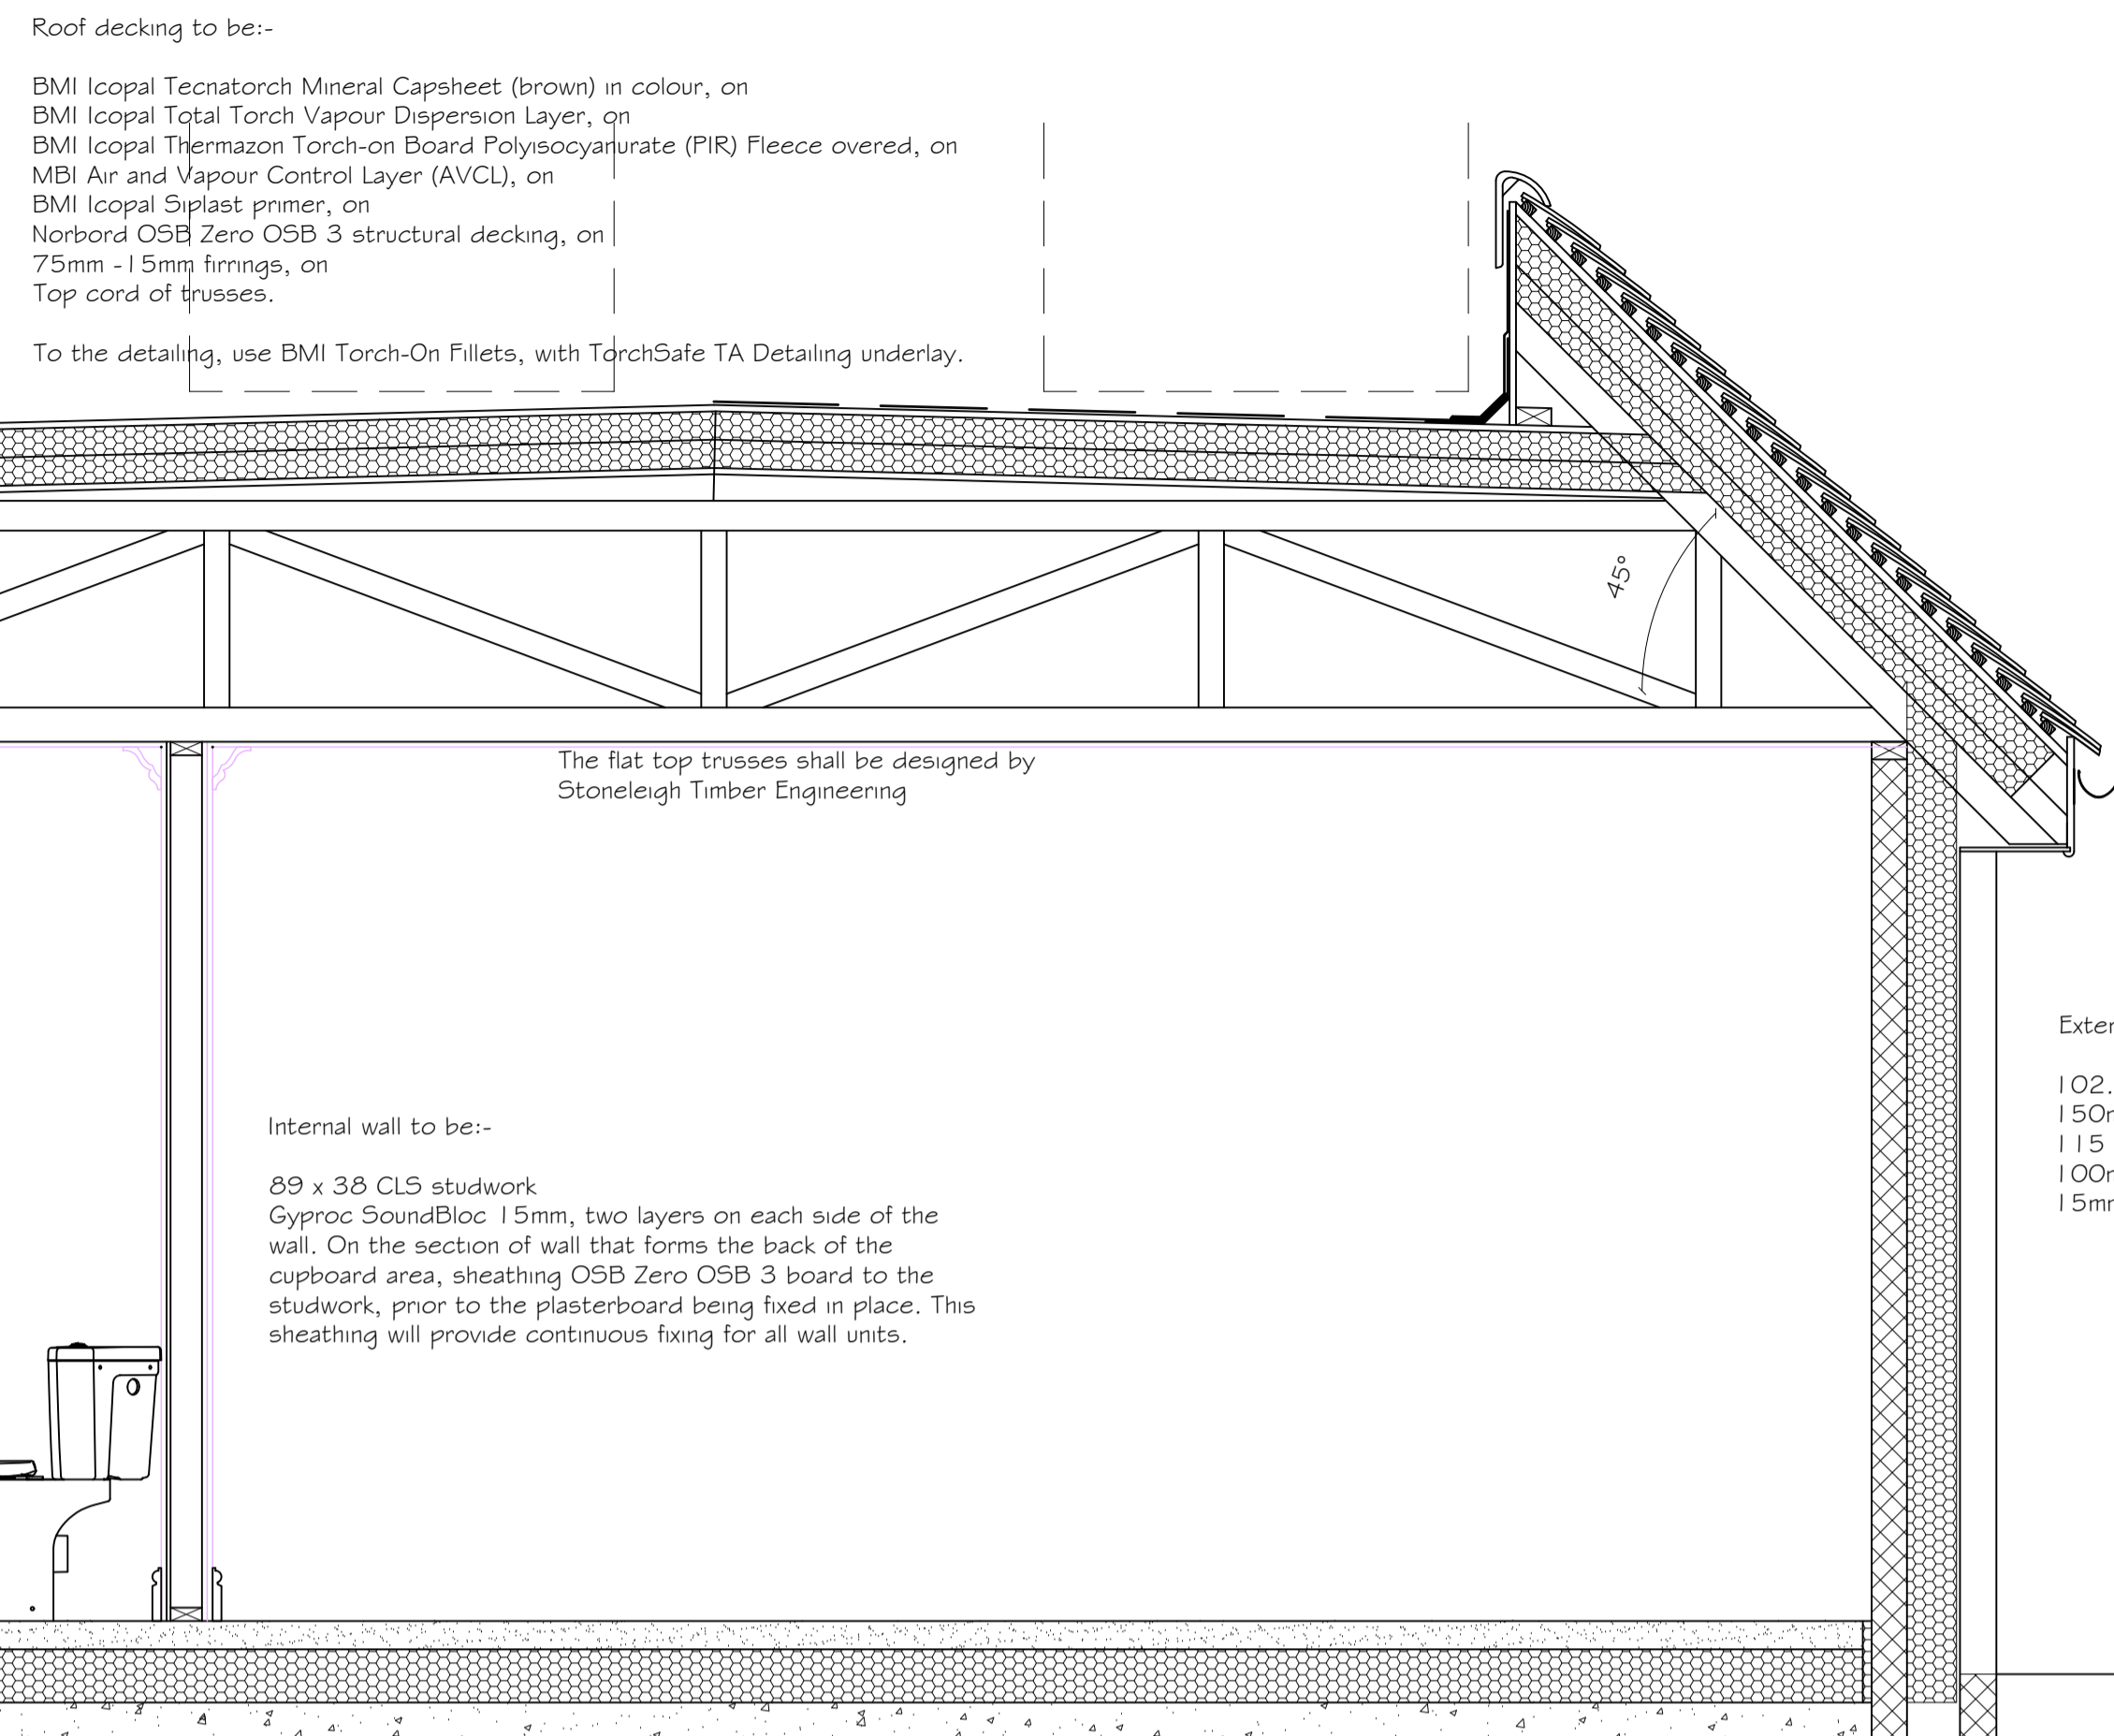 Roof decking to be:-
BMI Icopal Tecnatorch Mineral Capsheet (brown) in colour, on
BMI Icopal Total Torch Vapour Dispersion Layer, on
BMI Icopal Thermazon Torch-on Board Polyisocyanurate (PIR) Fleece overed, on
MBI Air and Vapour Control Layer (AVCL), on
BMI Icopal Siplast primer, on
Norbord OSB Zero OSB 3 structural decking, on
75mm -15mm firrings, on
Top cord of trusses.
To the detailing, use BMI Torch-On Fillets, with TorchSafe TA Detailing underlay.
45°
The flat top trusses shall be designed by
Stoneleigh Timber Engineering
Internal wall to be:-
89 x 38 CLS studwork
Gyproc SoundBloc 15mm, two layers on each side of the
wall. On the section of wall that forms the back of the
cupboard area, sheathing OSB Zero OSB 3 board to the
studwork, prior to the plasterboard being fixed in place. This
sheathing will provide continuous fixing for all wall units.
Exter
102.
150
115
100
15m